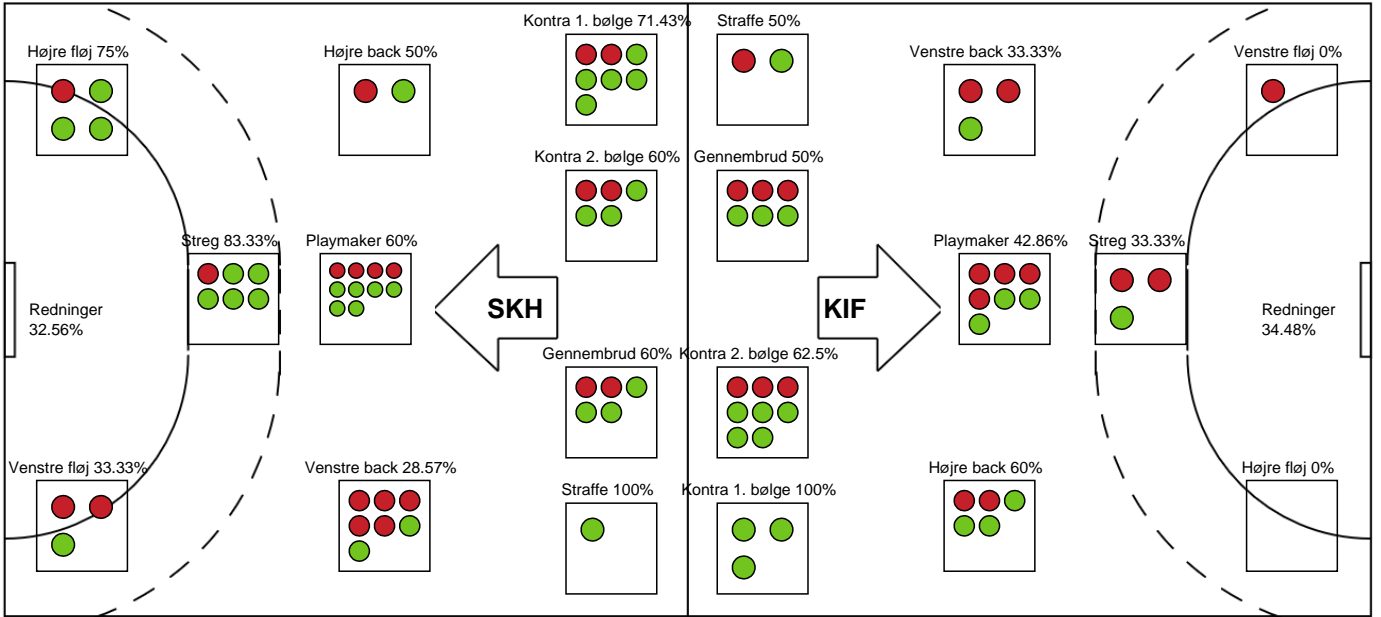 Kontra 1. bølge 71.43%
Straffe 50%
Højre fløj 75%
Højre back 50%
Venstre back 33.33%
Venstre fløj 0%
Kontra 2. bølge 60%
Gennembrud 50%
Streg 83.33%
Playmaker 60%
Playmaker 42.86%
Streg 33.33%
Redninger
32.56%
SKH
KIF
Redninger
34.48%
Gennembrud 60%
Kontra 2. bølge 62.5%
Venstre fløj 33.33%
Venstre back 28.57%
Højre back 60%
Højre fløj 0%
Straffe 100%
Kontra 1. bølge 100%